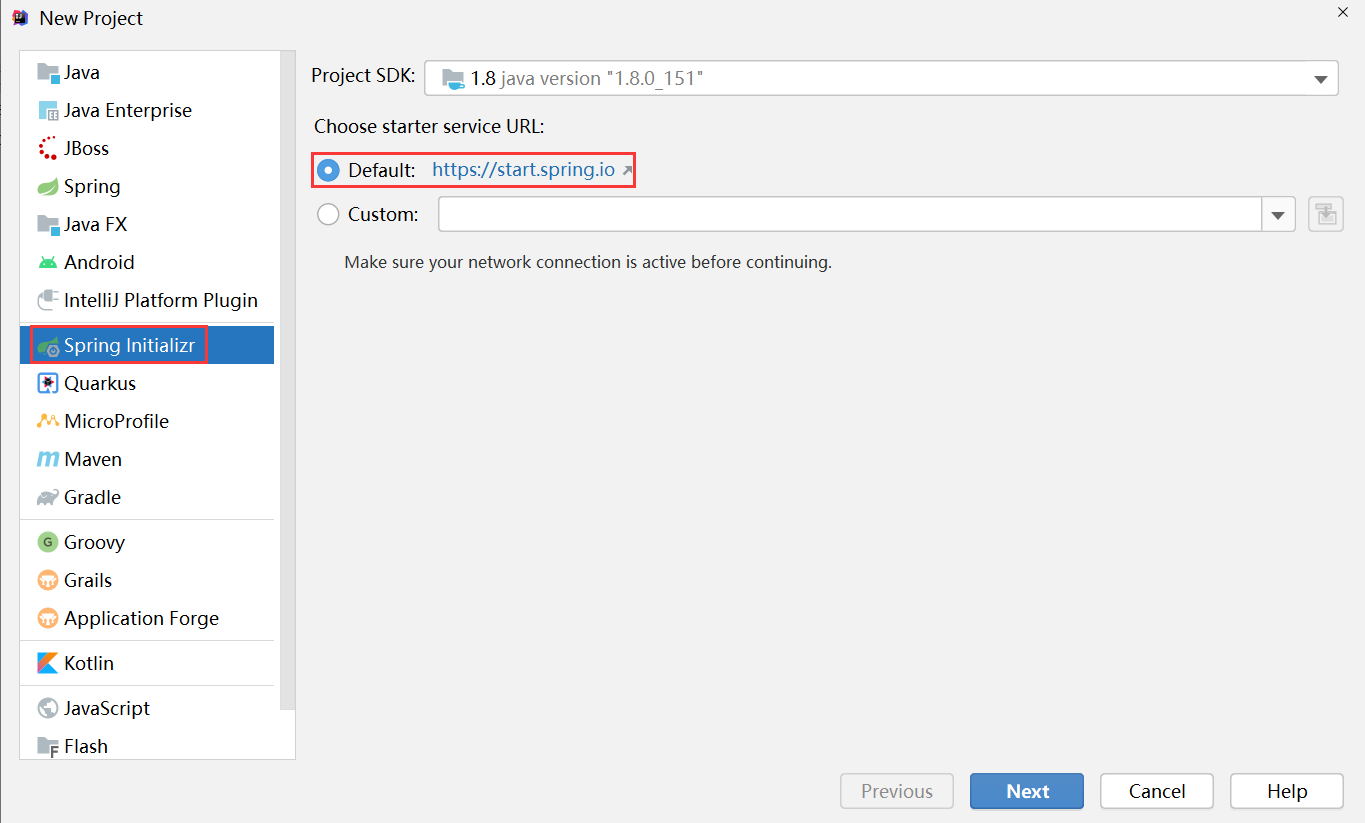 New Project
Java
Java Enterprise
JBoss
Spring
Java FX
Android
IntelliJ Platform Plugin
Spring Initializr
Quarkus
MicroProfile
Maven
Gradle
Groovy
Grails
Application Forge
Kotlin
JavaScript
Flash
Project SDK: 1.8 java version "1.8.0_151"
Choose starter service URL:
Default: https://start.spring.io
Custom:
Make sure your network connection is active before continuing.
Previous Next Cancel Help